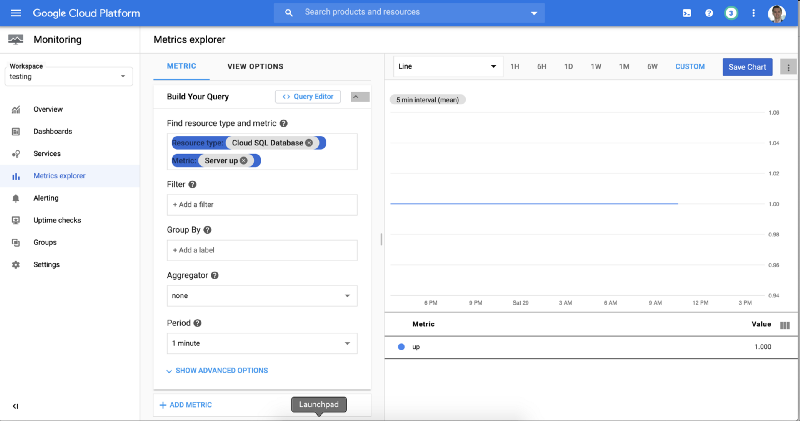 Google Cloud Platform
Search products and resources
3
Monitoring
Metrics explorer
Workspace
testing
Overview
Dashboards
Services
Metrics explorer
Alerting
Uptime checks
Groups
Settings
METRIC
VIEW OPTIONS
Build Your Query
Query Editor
Find resource type and metric
Resource type: Cloud SQL Database
Metric: Server up
Filter
+ Add a filter
Group By
+ Add a label
Aggregator
none
Period
1 minute
SHOW ADVANCED OPTIONS
+ ADD METRIC
Launchpad
Line
1H 6H 1D 1W 1M 6W CUSTOM
Save Chart
5 min interval (mean)
1.06
1.04
1.02
1.00
0.98
0.96
0.94
6 PM 9 PM Sat 29 3 AM 6 AM 9 AM 12 PM 3 PM
Metric Value
up 1.000